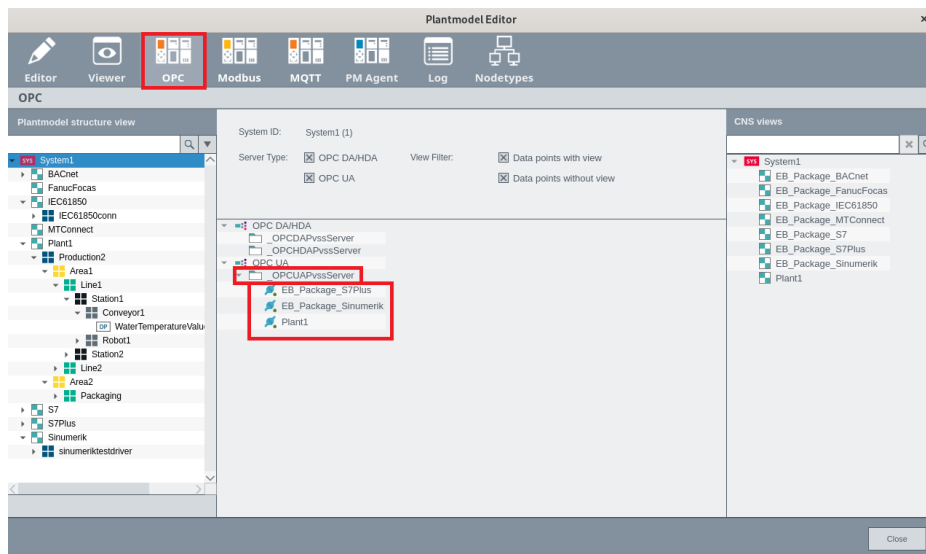 Plantmodel Editor
Editor Viewer OPC Modbus MQTT PM Agent Log Nodetypes
OPC
Plantmodel structure view
SYS System1
BACnet
FanucFocas
IEC61850
IEC61850conn
MTConnect
Plant1
Production2
Area1
Line1
Station1
Conveyor1
DP WaterTemperatureValu
Robot1
Station2
Line2
Area2
Packaging
S7
S7Plus
Sinumerik
sinumeriktestdriver
System ID: System1 (1)
Server Type: OPC DA/HDA View Filter: Data points with view
OPC UA Data points without view
OPC DA/HDA
_OPCDAPvssServer
_OPCHDAPvssServer
OPC UA
_OPCUAPvssServer
EB_Package_S7Plus
EB_Package_Sinumerik
Plant1
CNS views
SYS System1
EB_Package_BACnet
EB_Package_FanucFocas
EB_Package_IEC61850
EB_Package_MTConnect
EB_Package_S7
EB_Package_S7Plus
EB_Package_Sinumerik
Plant1
Close